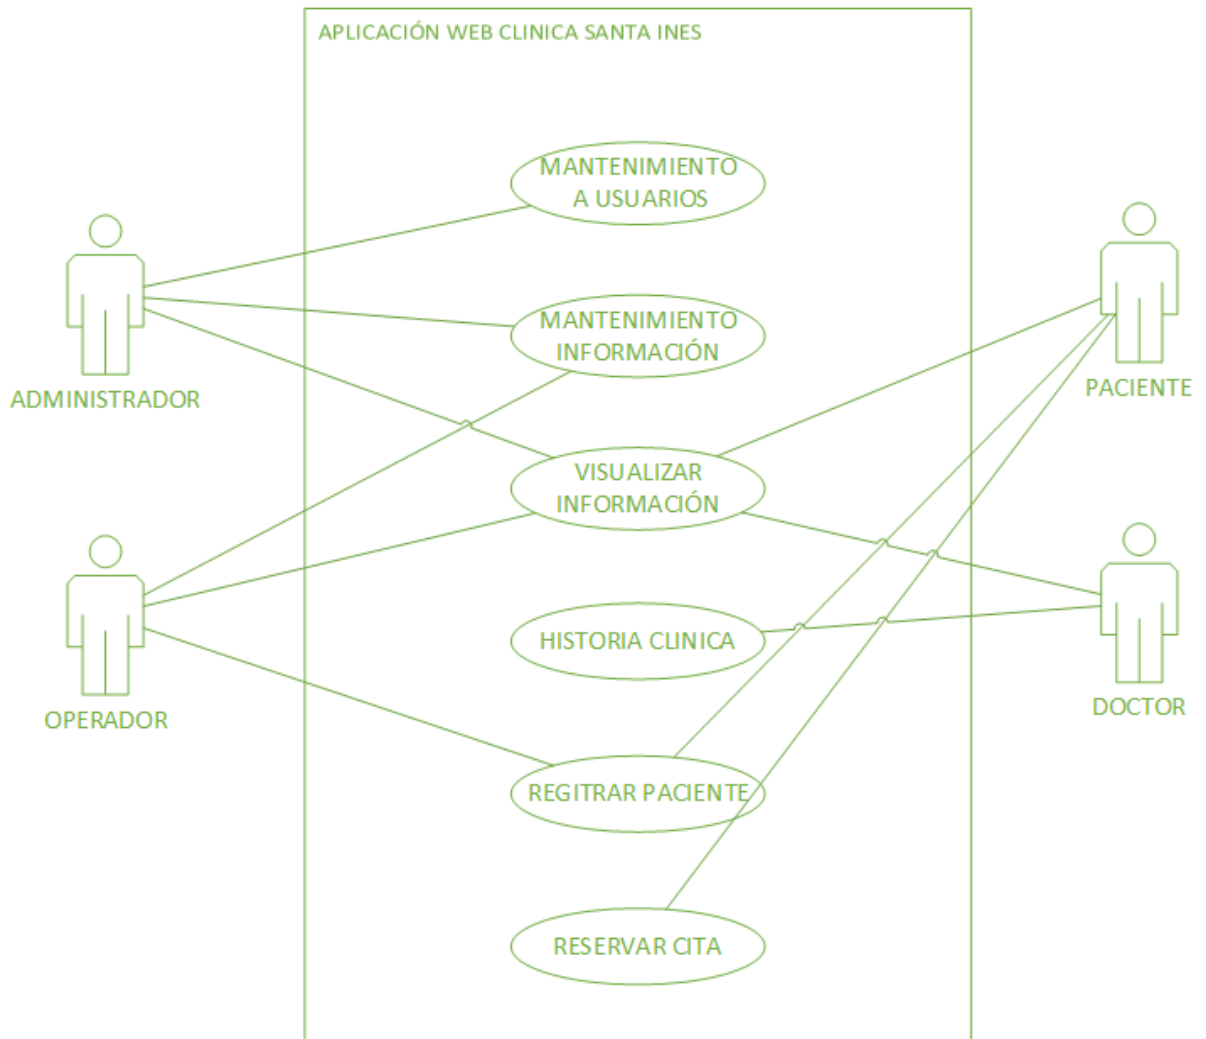 APLICACIÓN WEB CLINICA SANTA INES
MANTENIMIENTO
A USUARIOS
MANTENIMIENTO
INFORMACIÓN
ADMINISTRADOR
PACIENTE
VISUALIZAR
INFORMACIÓN
HISTORIA CLINICA
OPERADOR
DOCTOR
REGITRAR PACIENTE
RESERVAR CITA